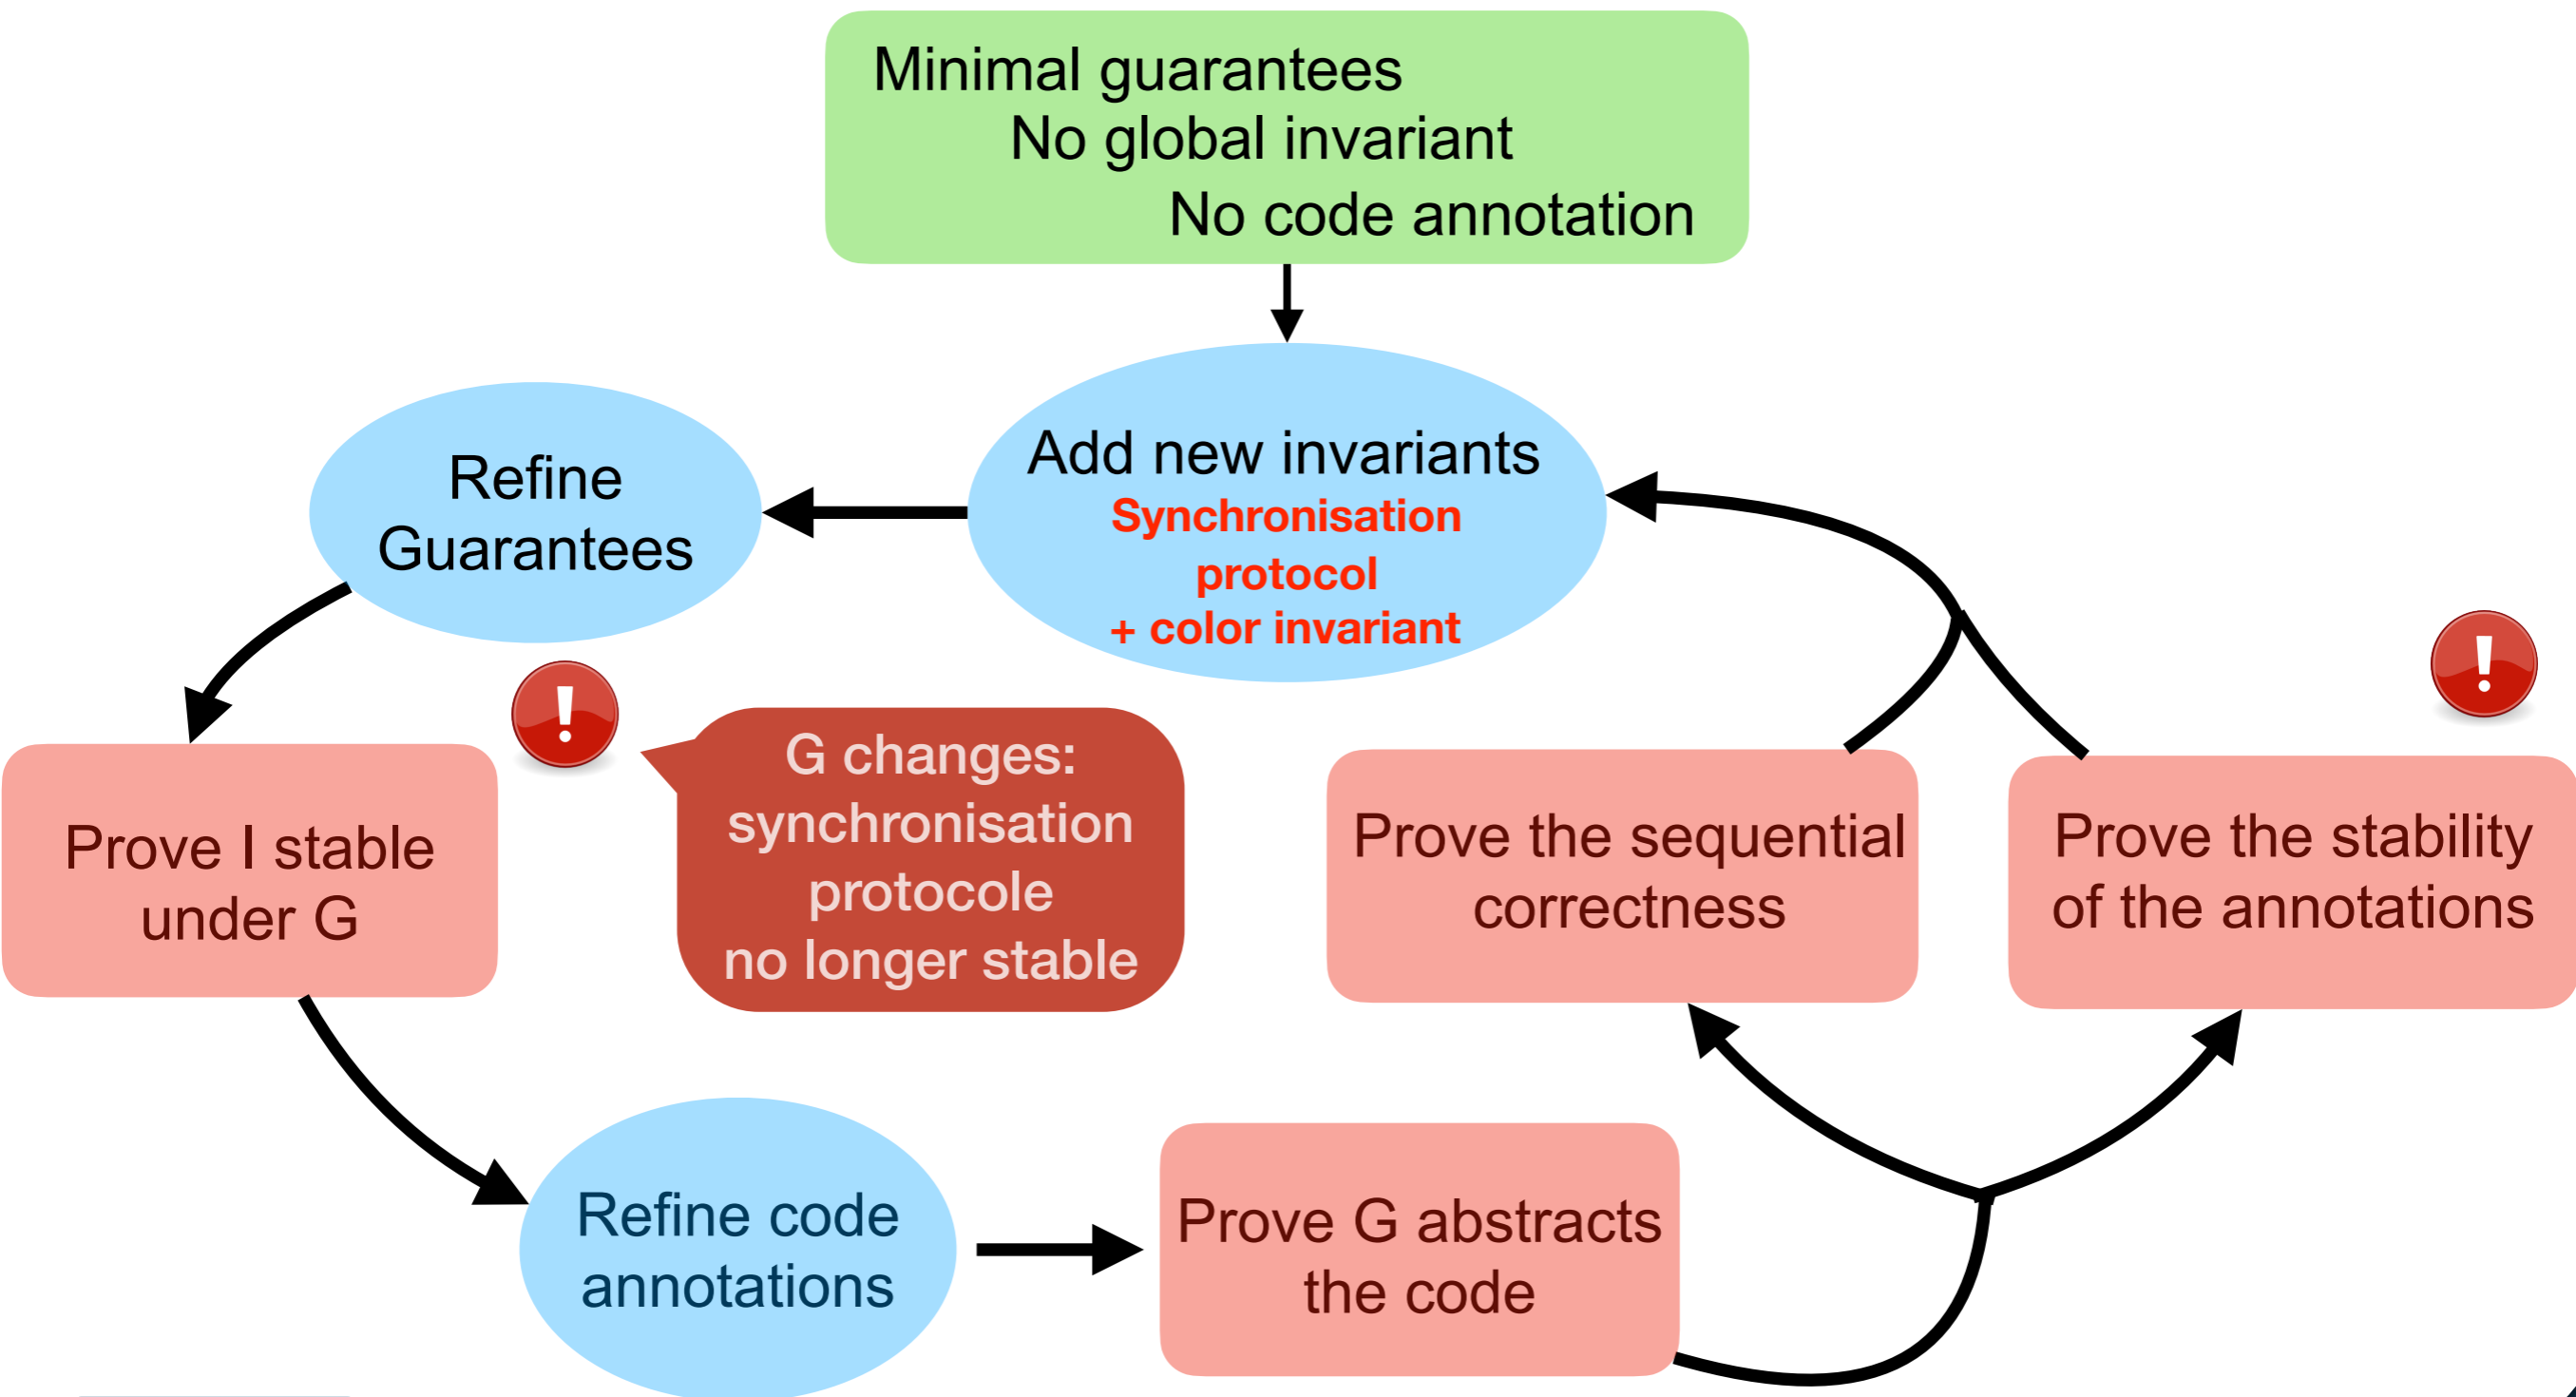 Minimal guarantees
No global invariant
No code annotation
Add new invariants
Synchronisation
protocol
+ color invariant
Refine
Guarantees
!
!
G changes:
synchronisation
protocole
no longer stable
Prove I stable
under G
Prove the sequential
correctness
Prove the stability
of the annotations
Refine code
annotations
Prove G abstracts
the code